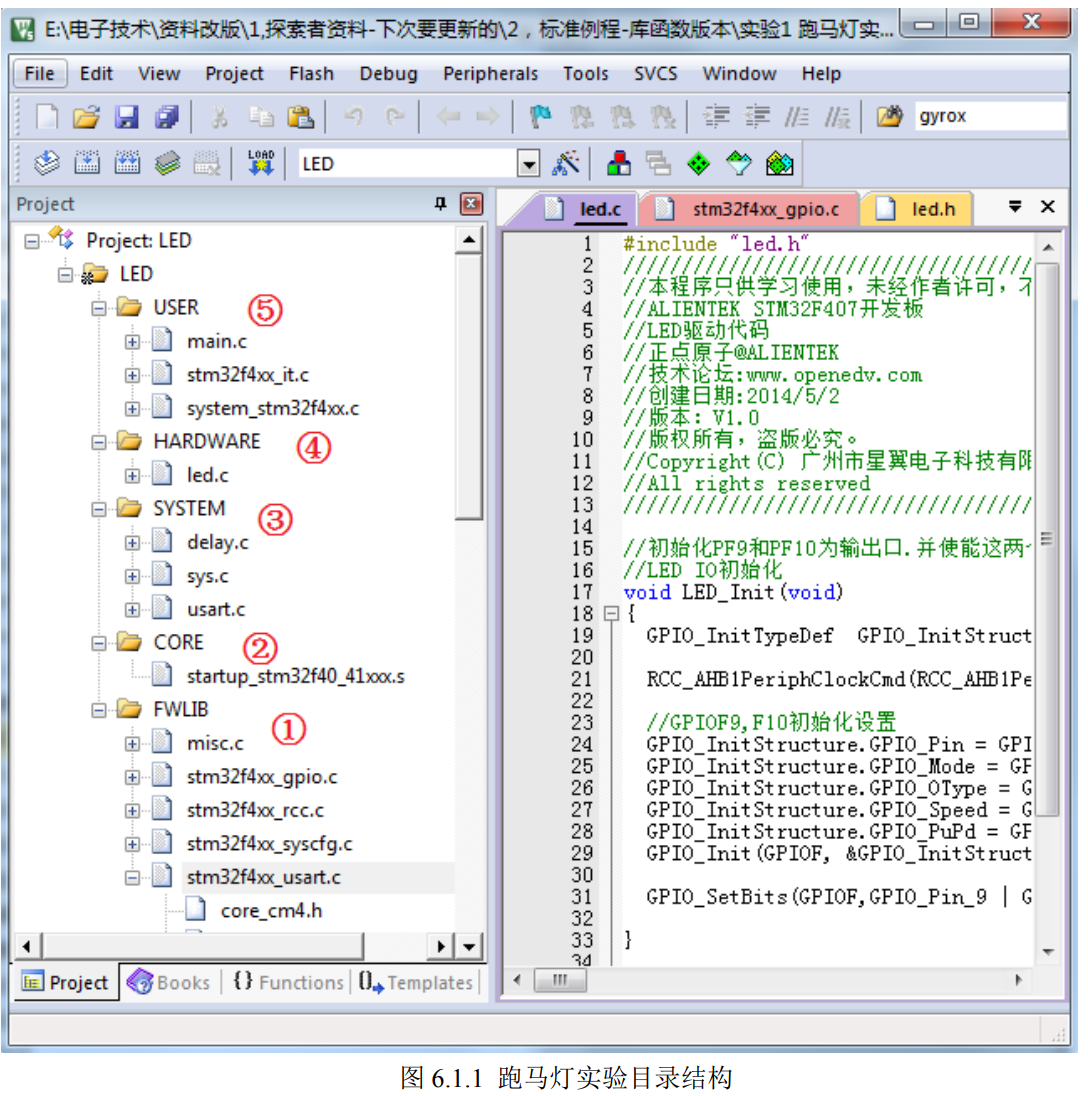 E:\电子技术\资料改版\1,探索者资料-下次要更新的\2，标准例程-库函数版本\实验1 跑马灯实...
File Edit View Project Flash Debug Peripherals Tools SVCS Window Help
gyrox
LOAD LED
Project
led.c stm32f4xx_gpio.c led.h
Project: LED
LED
USER ⑤
main.c
stm32f4xx_it.c
system_stm32f4xx.c
HARDWARE ④
led.c
SYSTEM ③
delay.c
sys.c
usart.c
CORE ②
startup_stm32f40_41xxx.s
FWLIB ①
misc.c
stm32f4xx_gpio.c
stm32f4xx_rcc.c
stm32f4xx_syscfg.c
stm32f4xx_usart.c
core_cm4.h
1 #include "led.h"
2 //////////////////////////////////
3 //本程序只供学习使用，未经作者许可，不
4 //ALIENTEK STM32F407开发板
5 //LED驱动代码
6 //正点原子@ALIENTEK
7 //技术论坛:www.openedv.com
8 //创建日期:2014/5/2
9 //版本：V1.0
10 //版权所有，盗版必究。
11 //Copyright(C) 广州市星翼电子科技有限
12 //All rights reserved
13 //////////////////////////////////
14
15 //初始化PF9和PF10为输出口.并使能这两
16 //LED IO初始化
17 void LED_Init(void)
18 {
19 GPIO_InitTypeDef  GPIO_InitStruct
20
21 RCC_AHB1PeriphClockCmd(RCC_AHB1Pe
22
23 //GPIOF9,F10初始化设置
24 GPIO_InitStructure.GPIO_Pin = GPI
25 GPIO_InitStructure.GPIO_Mode = GP
26 GPIO_InitStructure.GPIO_OType = G
27 GPIO_InitStructure.GPIO_Speed = G
28 GPIO_InitStructure.GPIO_PuPd = GP
29 GPIO_Init(GPIOF, &GPIO_InitStruct
30
31 GPIO_SetBits(GPIOF,GPIO_Pin_9 | G
32
33 }
34
Project Books {} Functions Templates
图 6.1.1 跑马灯实验目录结构